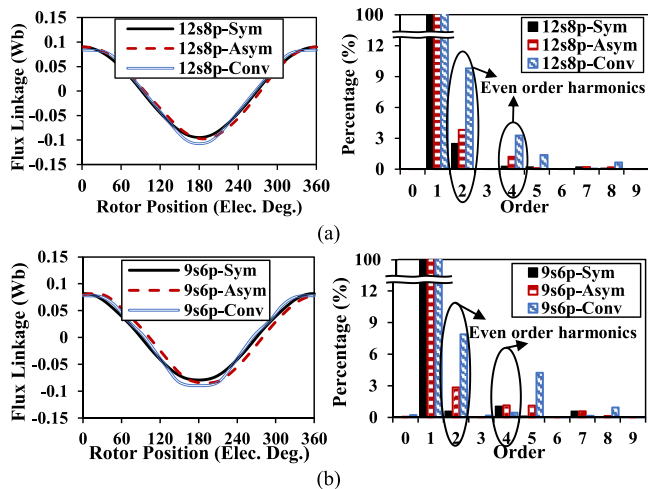 Flux Linkage (Wb)
0.15
0.1
0.05
0
-0.05
-0.1
-0.15
12s8p-Sym
12s8p-Asym
12s8p-Conv
0 60 120 180 240 300 360
Rotor Position (Elec. Deg.)
Percentage (%)
100
12
9
6
3
0
12s8p-Sym
12s8p-Asym
12s8p-Conv
Even order harmonics
0 1 2 3 4 5 6 7 8 9
Order
(a)
Flux Linkage (Wb)
0.15
0.1
0.05
0
-0.05
-0.1
-0.15
9s6p-Sym
9s6p-Asym
9s6p-Conv
0 60 120 180 240 300 360
Rotor Position (Elec. Deg.)
Percentage (%)
100
12
9
6
3
0
9s6p-Sym
9s6p-Asym
9s6p-Conv
Even order harmonics
0 1 2 3 4 5 6 7 8 9
Order
(b)